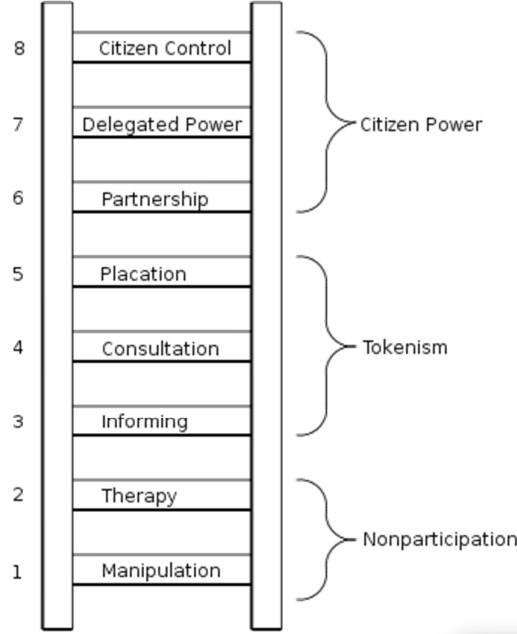 8 Citizen Control
7 Delegated Power
Citizen Power
6 Partnership
5 Placation
4 Consultation
Tokenism
3 Informing
2 Therapy
Nonparticipation
1 Manipulation